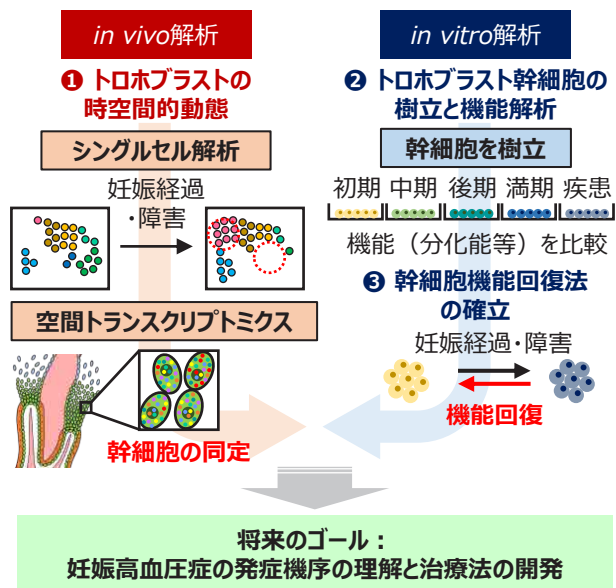 in vivo解析
❶ トロホブラストの
時空間的動態
シングルセル解析
妊娠経過
・障害
空間トランスクリプトミクス
幹細胞の同定
in vitro解析
❷ トロホブラスト幹細胞の
樹立と機能解析
幹細胞を樹立
初期 中期 後期 満期 疾患
機能（分化能等）を比較
❸ 幹細胞機能回復法
の確立
妊娠経過・障害
機能回復
将来のゴール：
妊娠高血圧症の発症機序の理解と治療法の開発